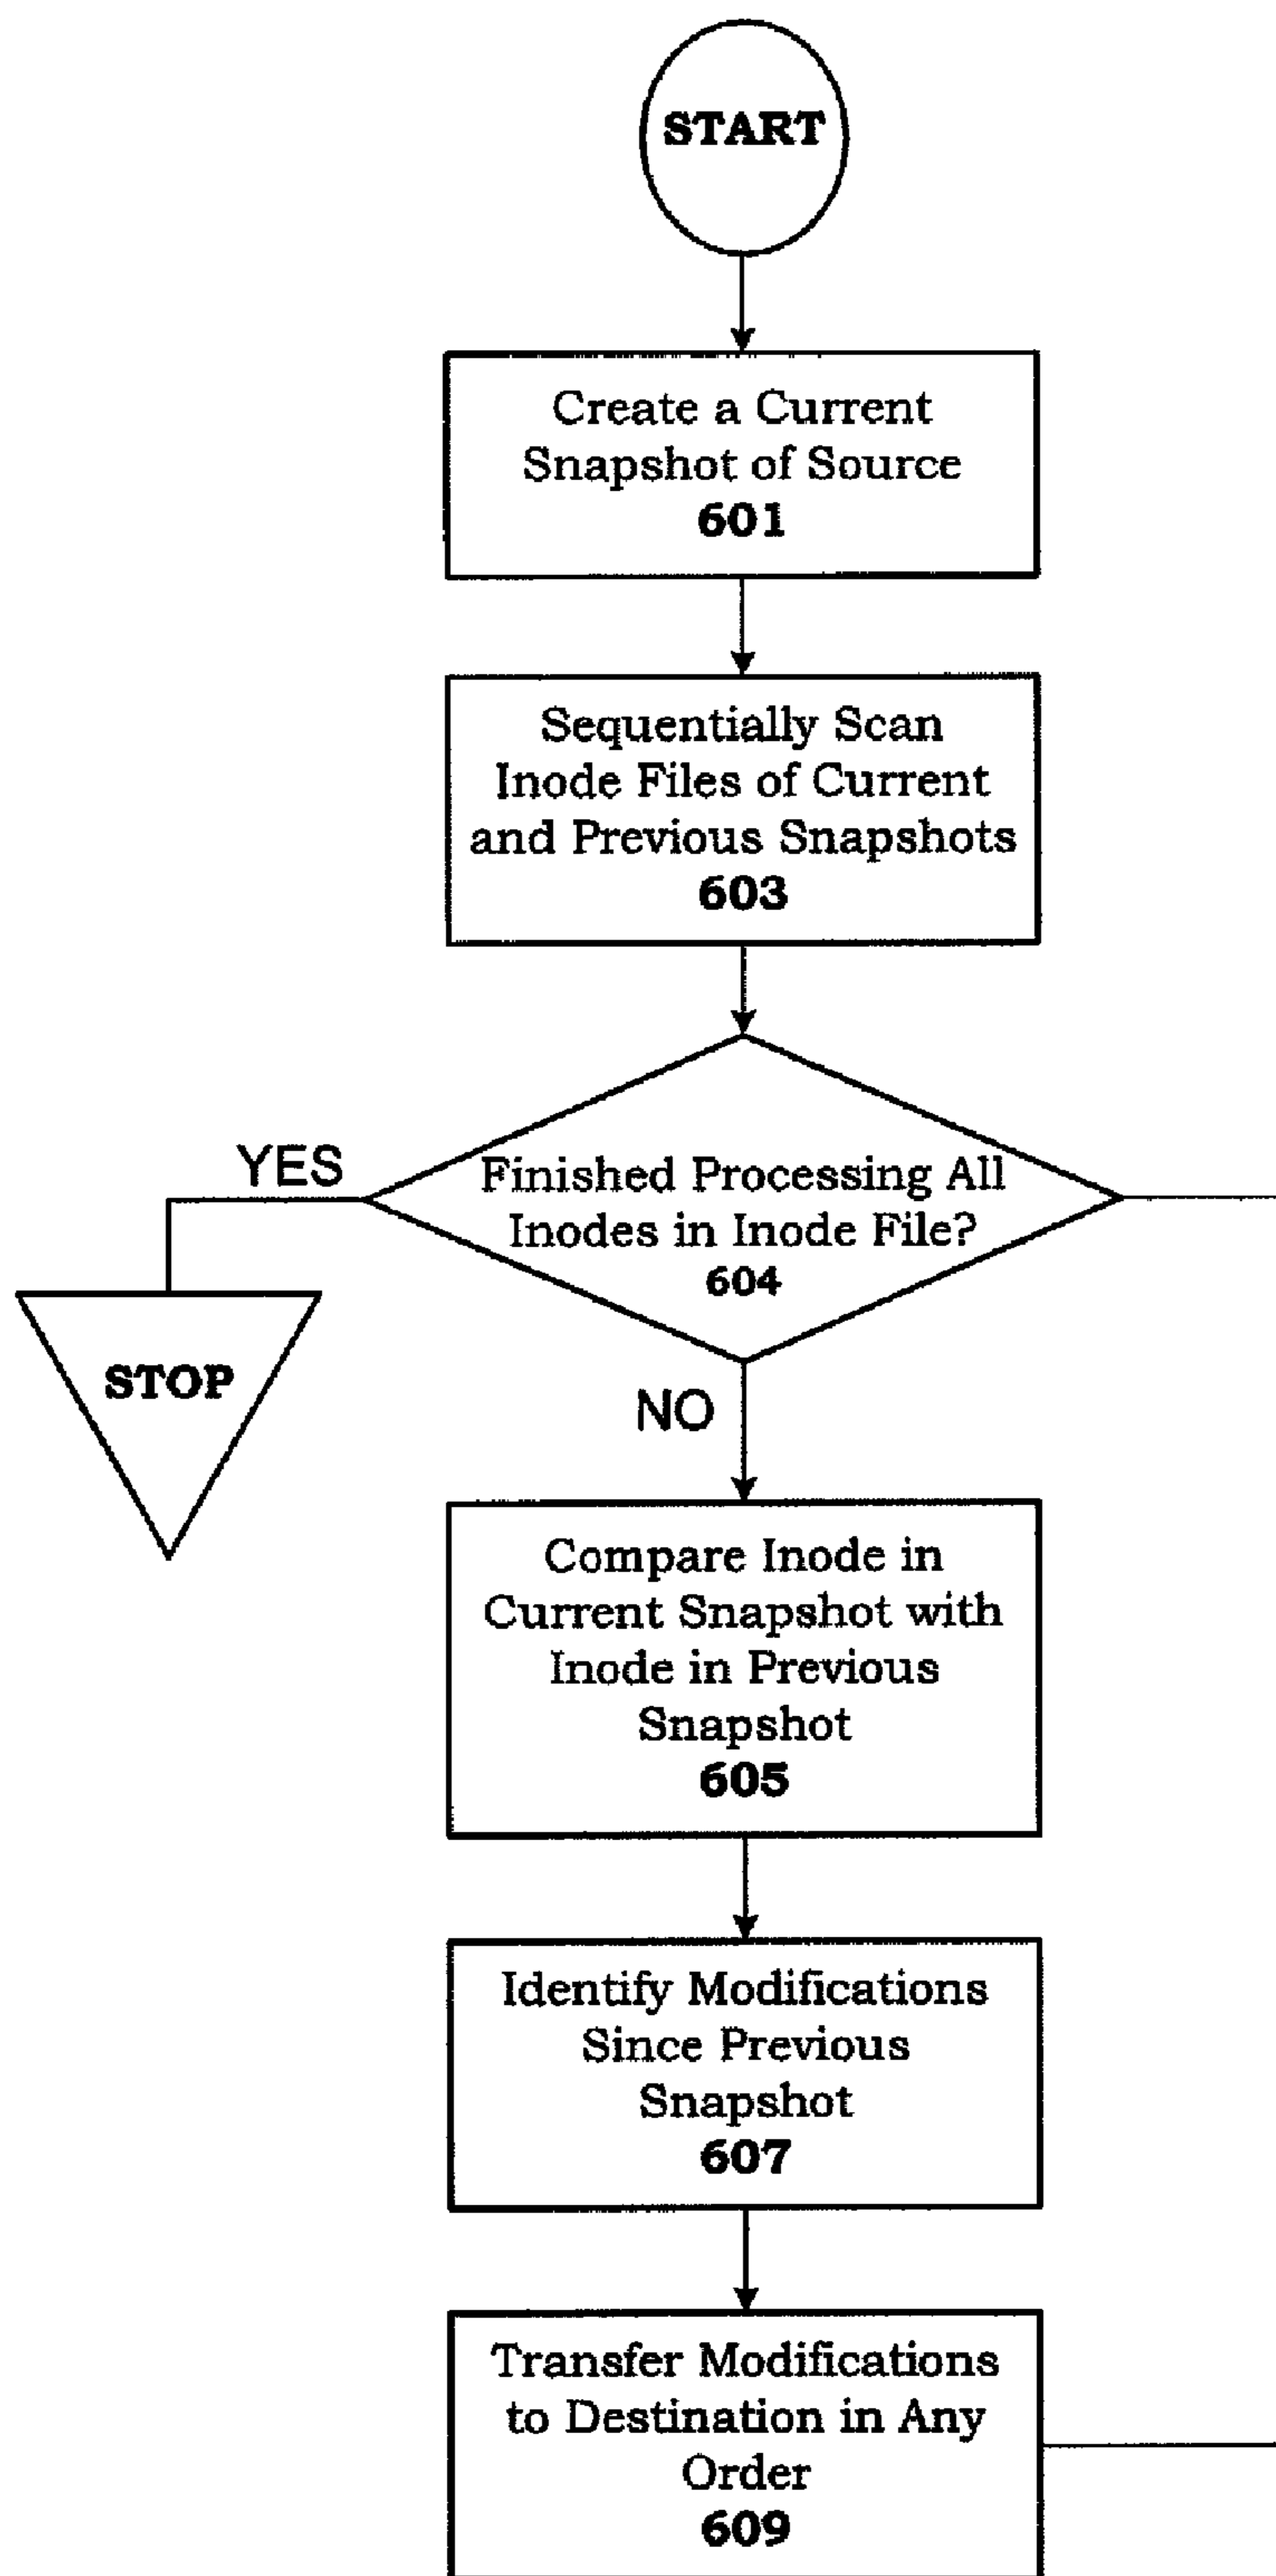 START
Create a Current
Snapshot of Source
601
Sequentially Scan
Inode Files of Current
and Previous Snapshots
603
YES
Finished Processing All
Inodes in Inode File?
604
STOP
NO
Compare Inode in
Current Snapshot with
Inode in Previous
Snapshot
605
Identify Modifications
Since Previous
Snapshot
607
Transfer Modifications
to Destination in Any
Order
609